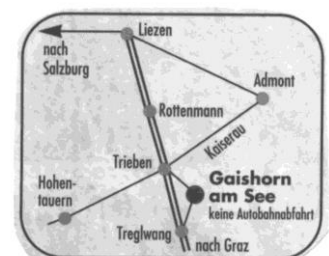 Liezen
nach
Salzburg
Admont
Rottenmann
Kaiserau
Trieben
Gaishorn
am See
keine Autobahnabfahrt
Hohen-
tauern
Treglwang
nach Graz